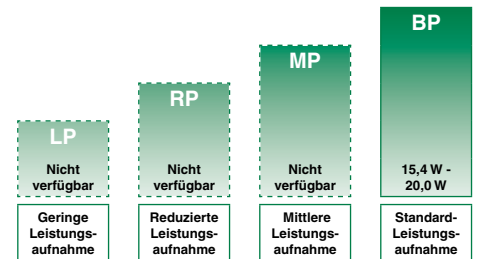 LP
Nicht
verfügbar
Geringe
Leistungs-
aufnahme
RP
Nicht
verfügbar
Reduzierte
Leistungs-
aufnahme
MP
Nicht
verfügbar
Mittlere
Leistungs-
aufnahme
BP
15,4 W -
20,0 W
Standard-
Leistungs-
aufnahme